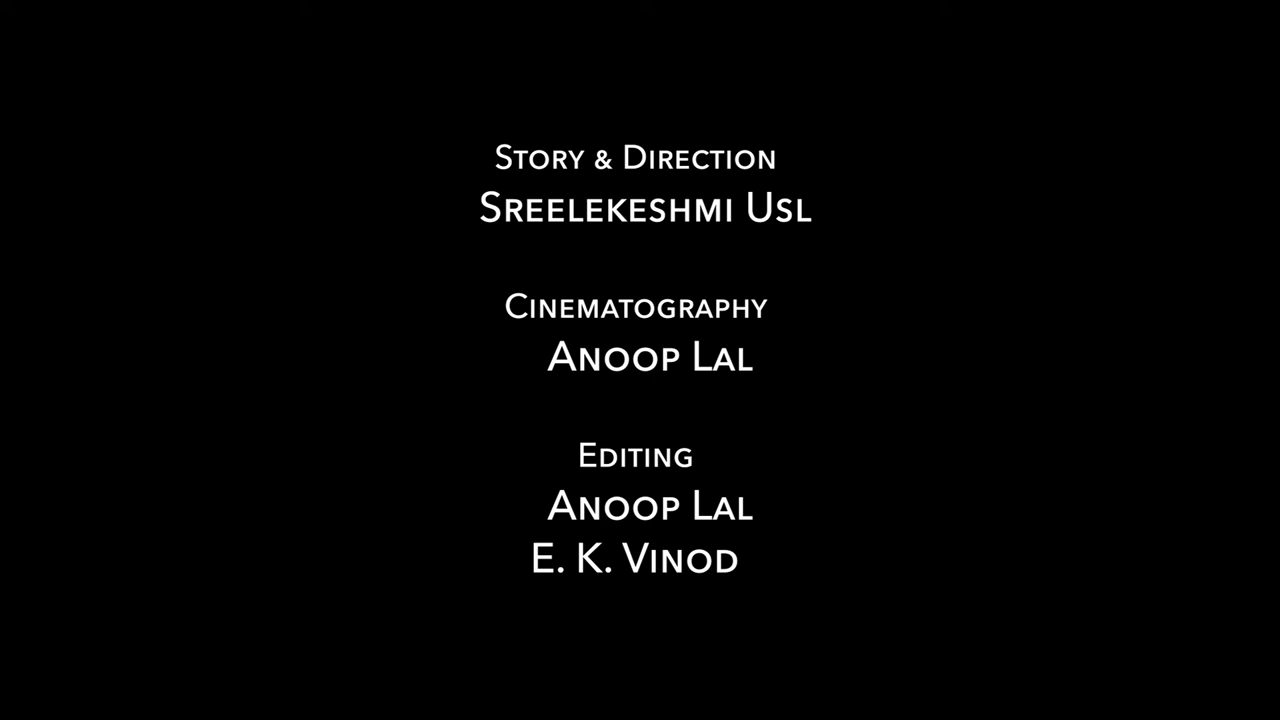 Story & Direction
Sreelekeshmi Usl
Cinematography
Anoop Lal
Editing
Anoop Lal
E. K. Vinod